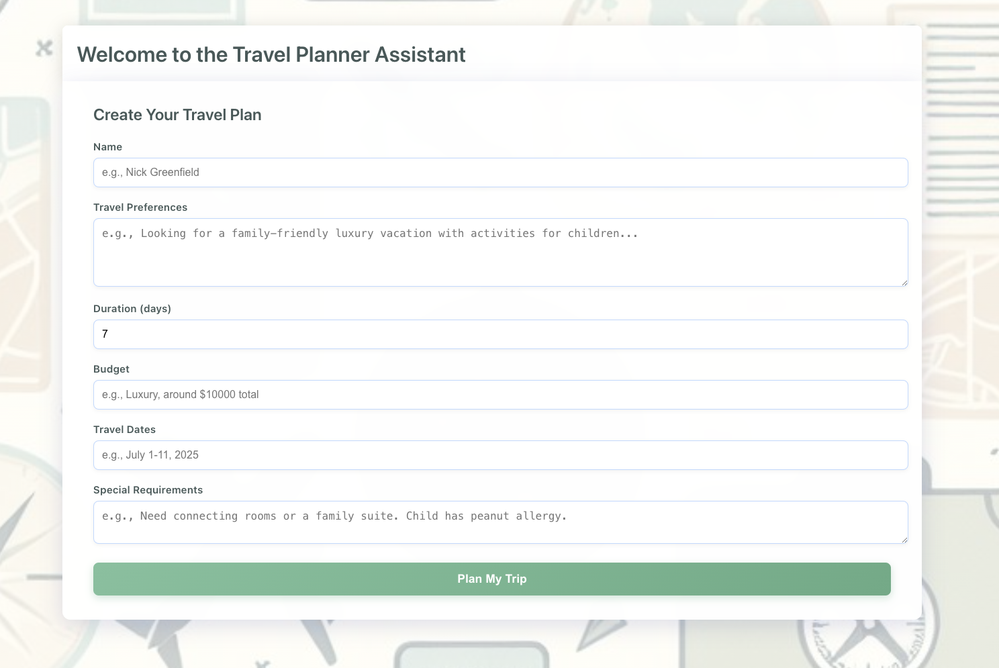 Welcome to the Travel Planner Assistant
Create Your Travel Plan
Name
e.g., Nick Greenfield
Travel Preferences
e.g., Looking for a family-friendly luxury vacation with activities for children...
Duration (days)
7
Budget
e.g., Luxury, around $10000 total
Travel Dates
e.g., July 1-11, 2025
Special Requirements
e.g., Need connecting rooms or a family suite. Child has peanut allergy.
Plan My Trip